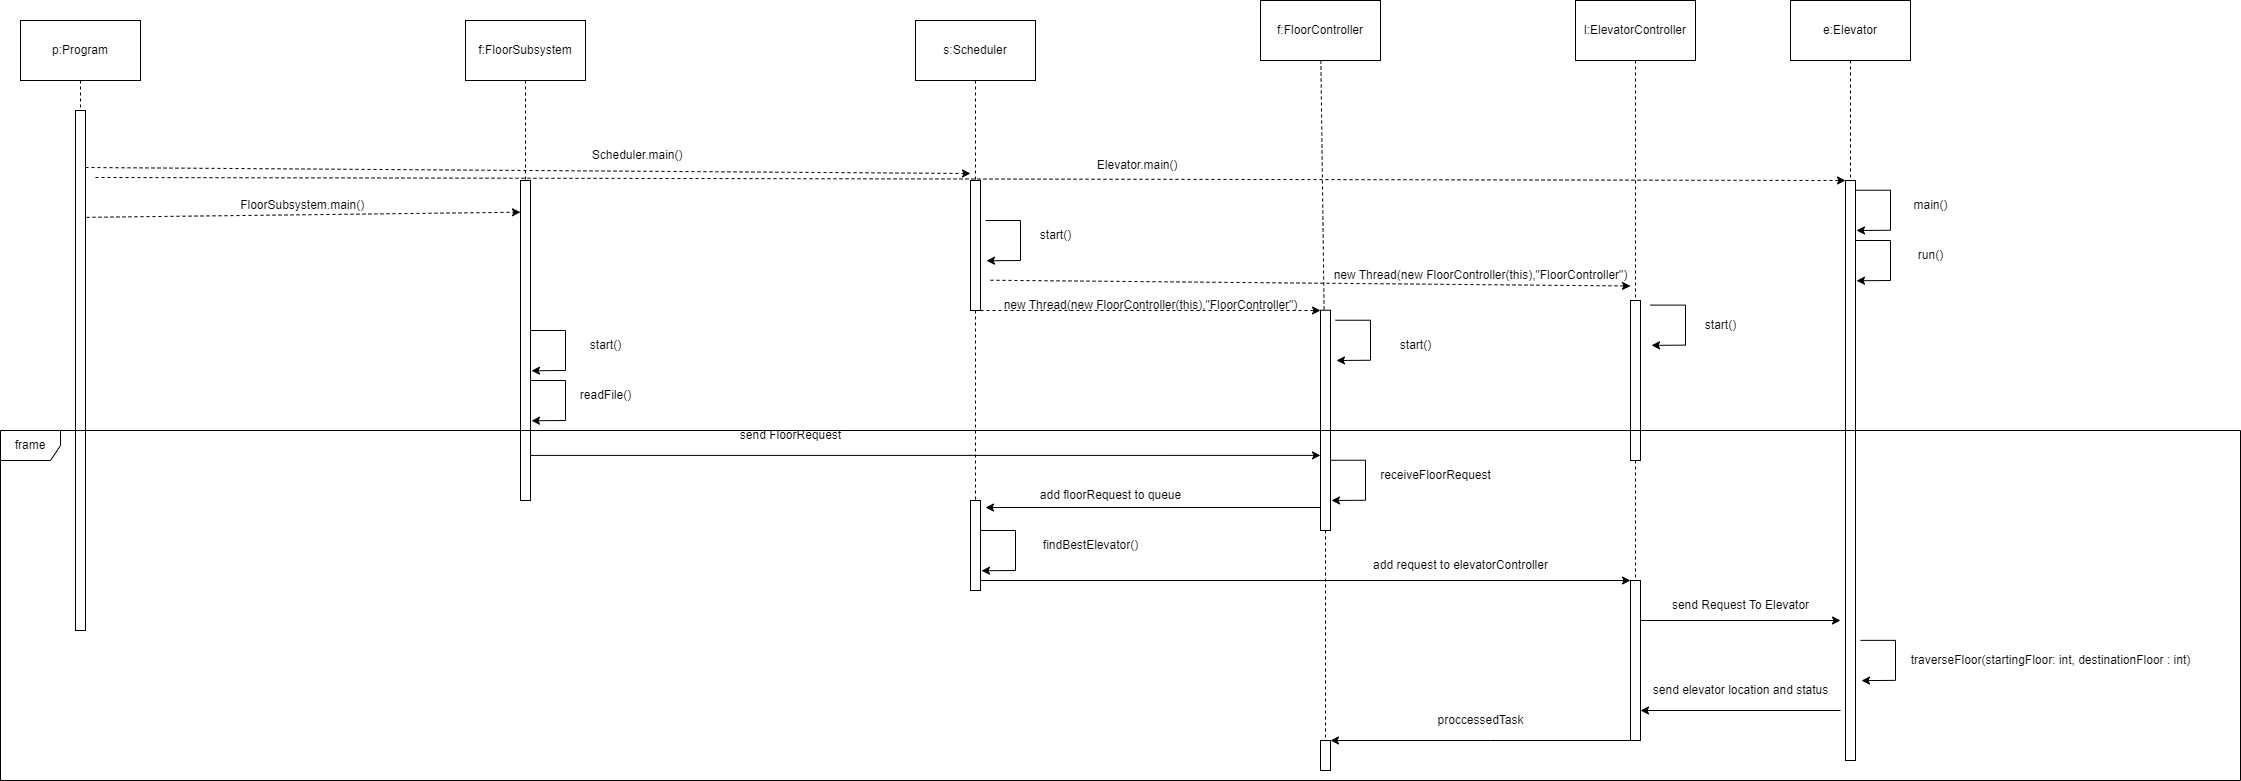 p:Program
f:FloorSubsystem
s:Scheduler
f:FloorController
l:ElevatorController
e:Elevator
Scheduler.main()
Elevator.main()
FloorSubsystem.main()
main()
start()
run()
new Thread(new FloorController(this),"FloorController")
new Thread(new FloorController(this),"FloorController")
start()
start()
start()
readFile()
frame
send FloorRequest
receiveFloorRequest
add floorRequest to queue
findBestElevator()
add request to elevatorController
send Request To Elevator
traverseFloor(startingFloor: int, destinationFloor : int)
send elevator location and status
proccessedTask